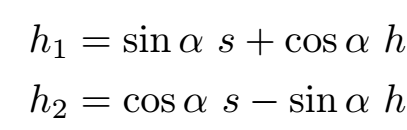 h₁ = sin α s + cos α h
h₂ = cos α s − sin α h